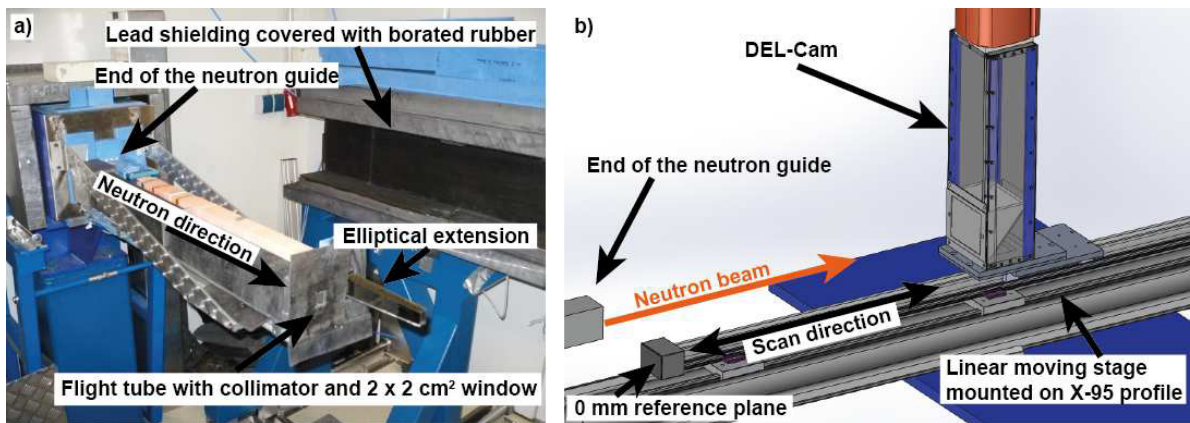 a)
Lead shielding covered with borated rubber
End of the neutron guide
Neutron direction
Elliptical extension
Flight tube with collimator and 2 x 2 cm² window
b)
DEL-Cam
End of the neutron guide
Neutron beam
Scan direction
0 mm reference plane
Linear moving stage
mounted on X-95 profile